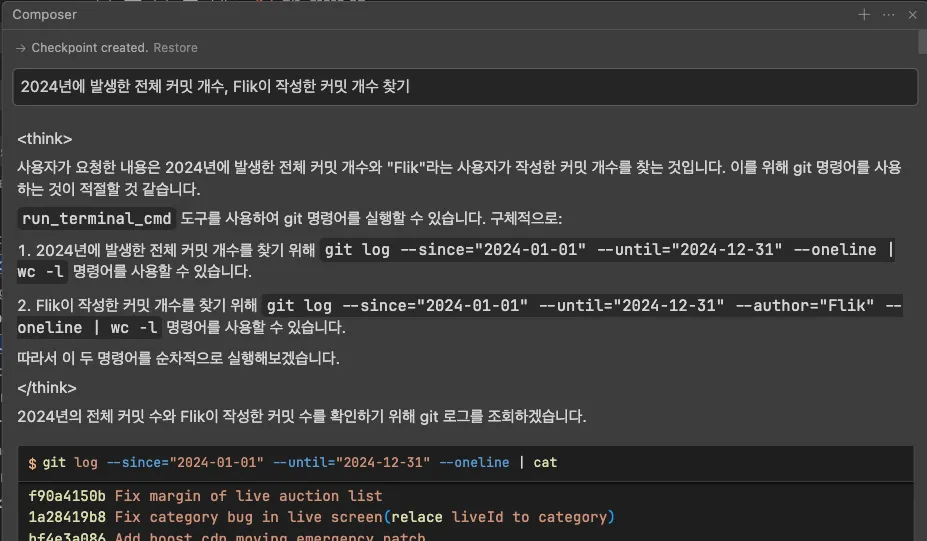 Composer
→ Checkpoint created. Restore
2024년에 발생한 전체 커밋 개수, Flik이 작성한 커밋 개수 찾기
<think>
사용자가 요청한 내용은 2024년에 발생한 전체 커밋 개수와 "Flik"라는 사용자가 작성한 커밋 개수를 찾는 것입니다. 이를 위해 git 명령어를 사용
하는 것이 적절할 것 같습니다.
run_terminal_cmd 도구를 사용하여 git 명령어를 실행할 수 있습니다. 구체적으로:
1. 2024년에 발생한 전체 커밋 개수를 찾기 위해 git log --since="2024-01-01" --until="2024-12-31" --oneline |
wc -l 명령어를 사용할 수 있습니다.
2. Flik이 작성한 커밋 개수를 찾기 위해 git log --since="2024-01-01" --until="2024-12-31" --author="Flik" --
oneline | wc -l 명령어를 사용할 수 있습니다.
따라서 이 두 명령어를 순차적으로 실행해보겠습니다.
</think>
2024년의 전체 커밋 수와 Flik이 작성한 커밋 수를 확인하기 위해 git 로그를 조회하겠습니다.
$ git log --since="2024-01-01" --until="2024-12-31" --oneline | cat
f90a4150b Fix margin of live auction list
1a28419b8 Fix category bug in live screen(relace liveId to category)
bf4e3a086 Add boost cdn moving emergency patch